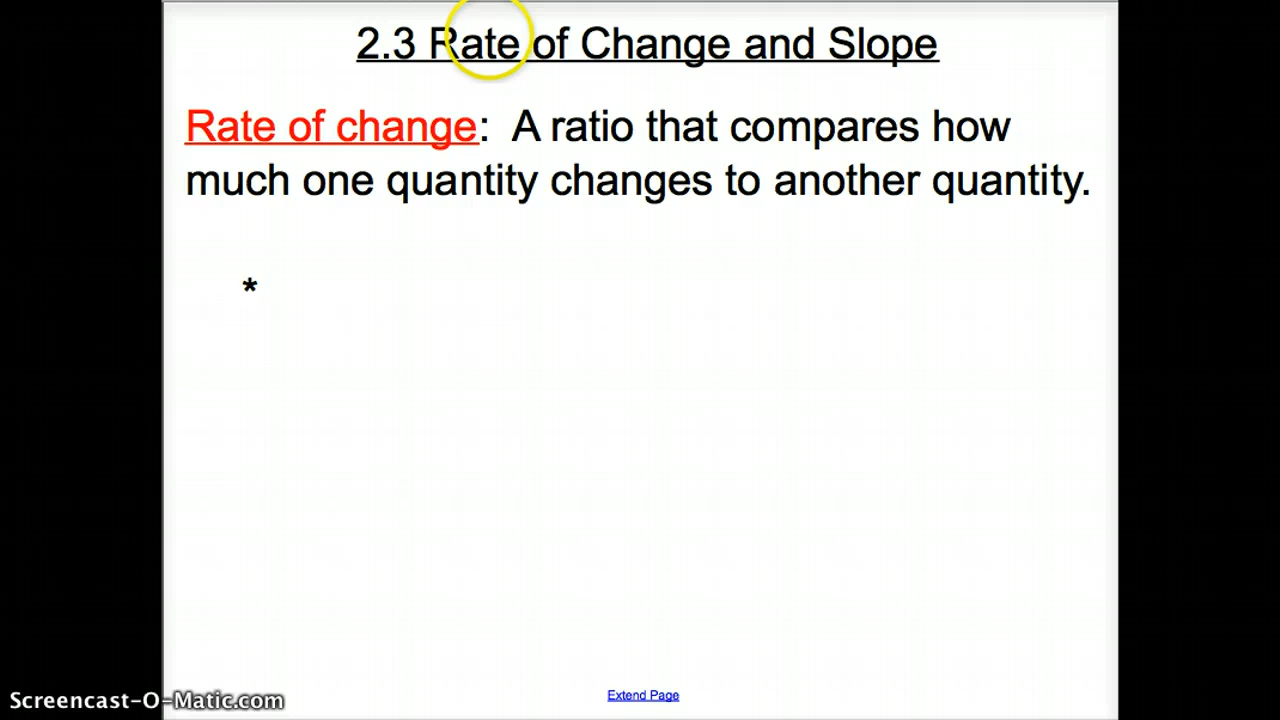 2.3 Rate of Change and Slope
Rate of change: A ratio that compares how
much one quantity changes to another quantity.
*
Extend Page
Screencast-O-Matic.com